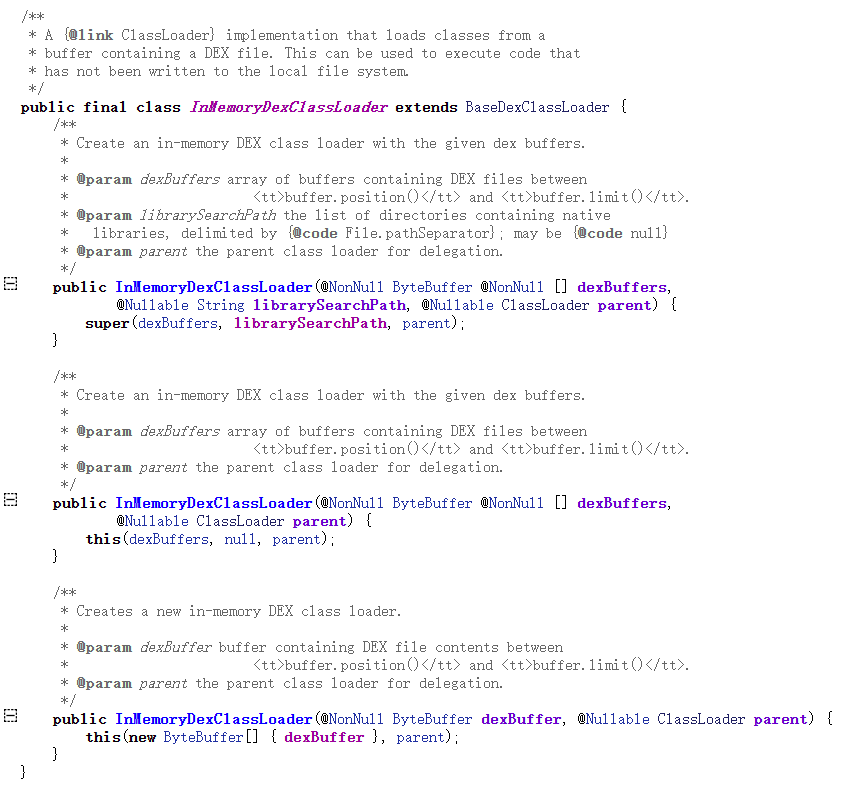 /**
 * A {@link ClassLoader} implementation that loads classes from a
 * buffer containing a DEX file. This can be used to execute code that
 * has not been written to the local file system.
 */
public final class InMemoryDexClassLoader extends BaseDexClassLoader {
    /**
     * Create an in-memory DEX class loader with the given dex buffers.
     *
     * @param dexBuffers array of buffers containing DEX files between
     *                       <tt>buffer.position()</tt> and <tt>buffer.limit()</tt>.
     * @param librarySearchPath the list of directories containing native
     *   libraries, delimited by {@code File.pathSeparator}; may be {@code null}
     * @param parent the parent class loader for delegation.
     */
    public InMemoryDexClassLoader(@NonNull ByteBuffer @NonNull [] dexBuffers,
            @Nullable String librarySearchPath, @Nullable ClassLoader parent) {
        super(dexBuffers, librarySearchPath, parent);
    }

    /**
     * Create an in-memory DEX class loader with the given dex buffers.
     *
     * @param dexBuffers array of buffers containing DEX files between
     *                       <tt>buffer.position()</tt> and <tt>buffer.limit()</tt>.
     * @param parent the parent class loader for delegation.
     */
    public InMemoryDexClassLoader(@NonNull ByteBuffer @NonNull [] dexBuffers,
            @Nullable ClassLoader parent) {
        this(dexBuffers, null, parent);
    }

    /**
     * Creates a new in-memory DEX class loader.
     *
     * @param dexBuffer buffer containing DEX file contents between
     *                       <tt>buffer.position()</tt> and <tt>buffer.limit()</tt>.
     * @param parent the parent class loader for delegation.
     */
    public InMemoryDexClassLoader(@NonNull ByteBuffer dexBuffer, @Nullable ClassLoader parent) {
        this(new ByteBuffer[] { dexBuffer }, parent);
    }
}